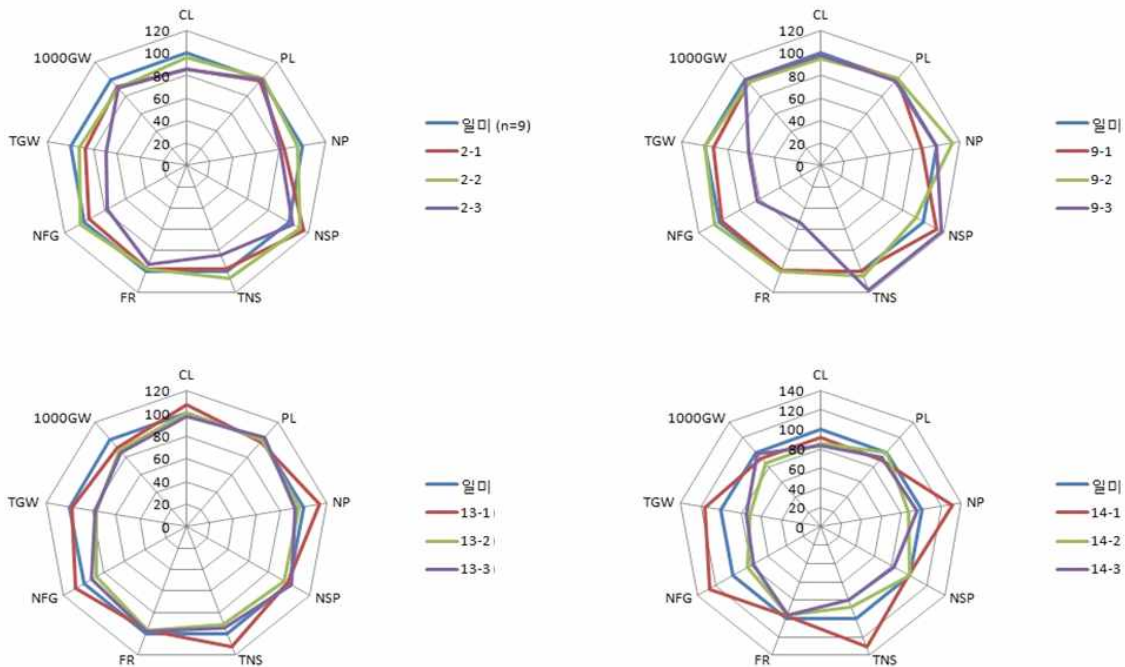 CL
120
100
80
60
40
20
0
PL
NP
NSP
TNS
FR
NFG
TGW
1000GW
일미 (n=9)
2-1
2-2
2-3
CL
120
100
80
60
40
20
0
PL
NP
NSP
TNS
FR
NFG
TGW
1000GW
일미
9-1
9-2
9-3
CL
120
100
80
60
40
20
0
PL
NP
NSP
TNS
FR
NFG
TGW
1000GW
일미
13-1
13-2
13-3
CL
140
120
100
80
60
40
20
0
PL
NP
NSP
TNS
FR
NFG
TGW
1000GW
일미
14-1
14-2
14-3